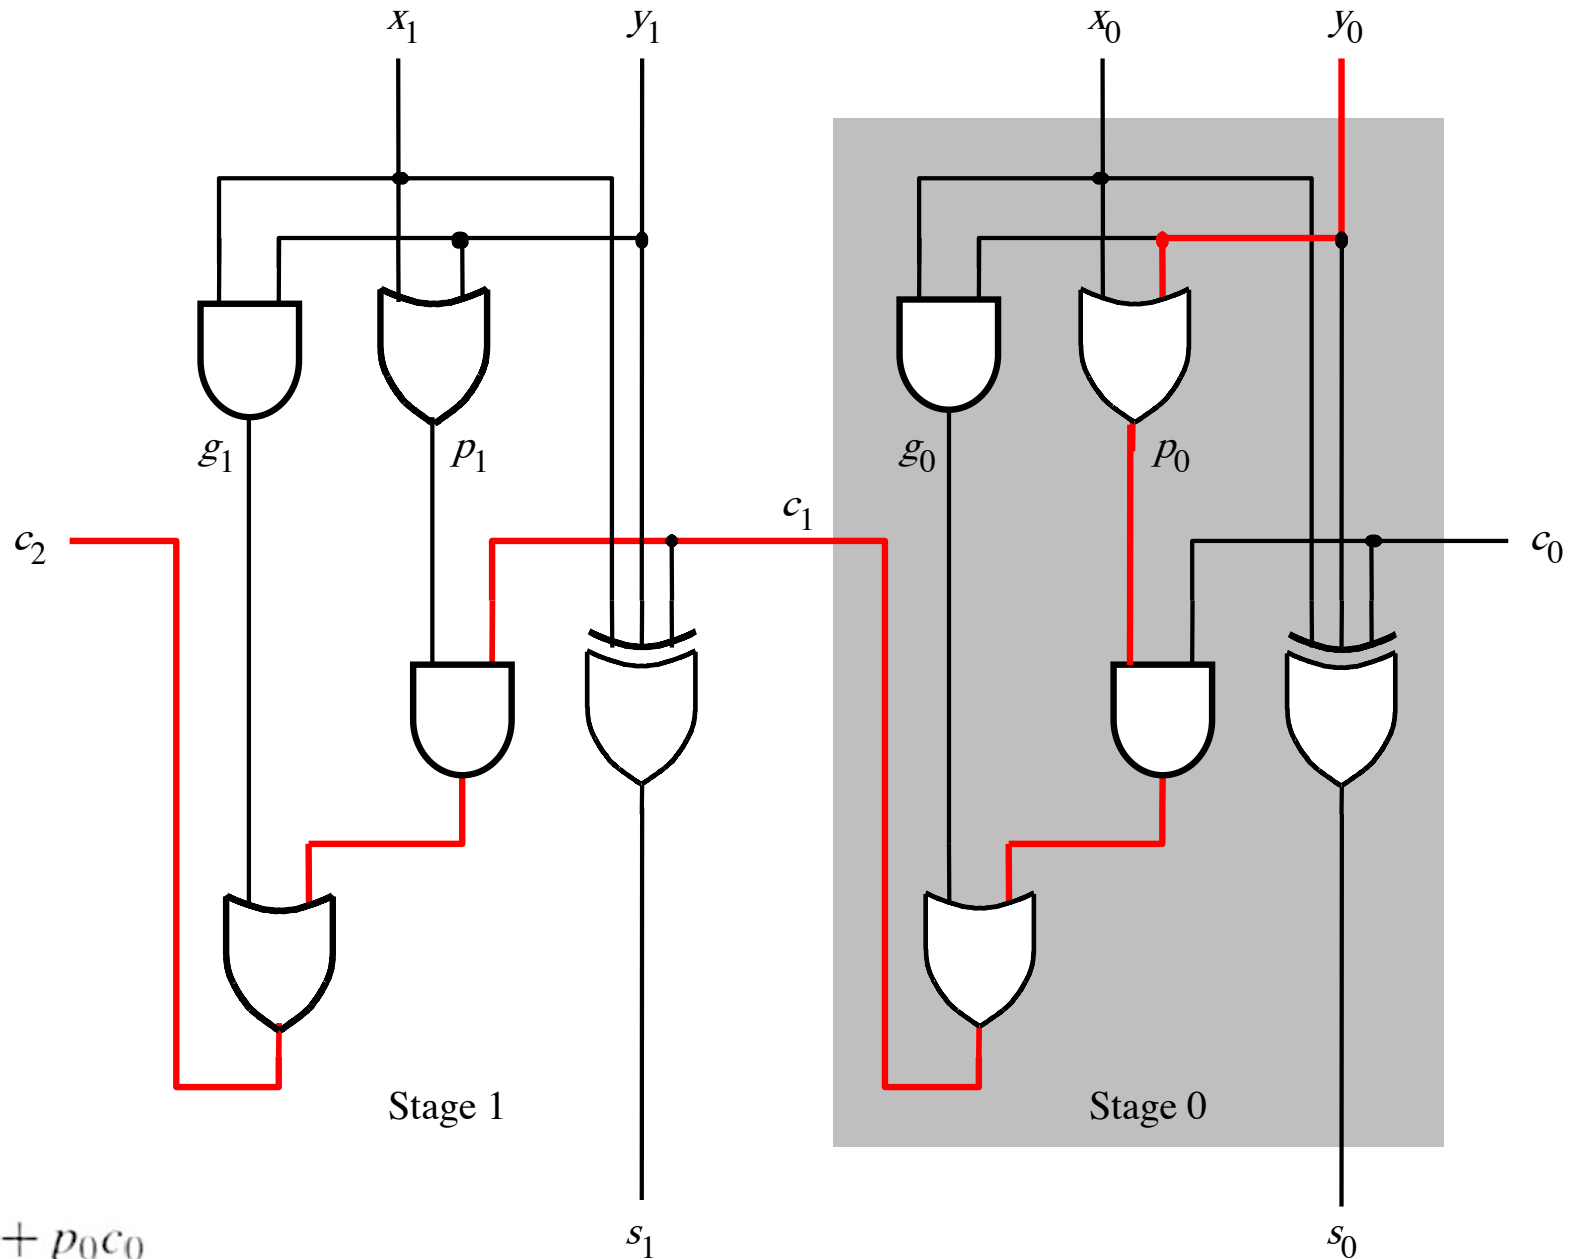 x₁ y₁ x₀ y₀
g₁ p₁ g₀ p₀
c₂ c₁ c₀
Stage 1 Stage 0
+ p₀c₀ s₁ s₀